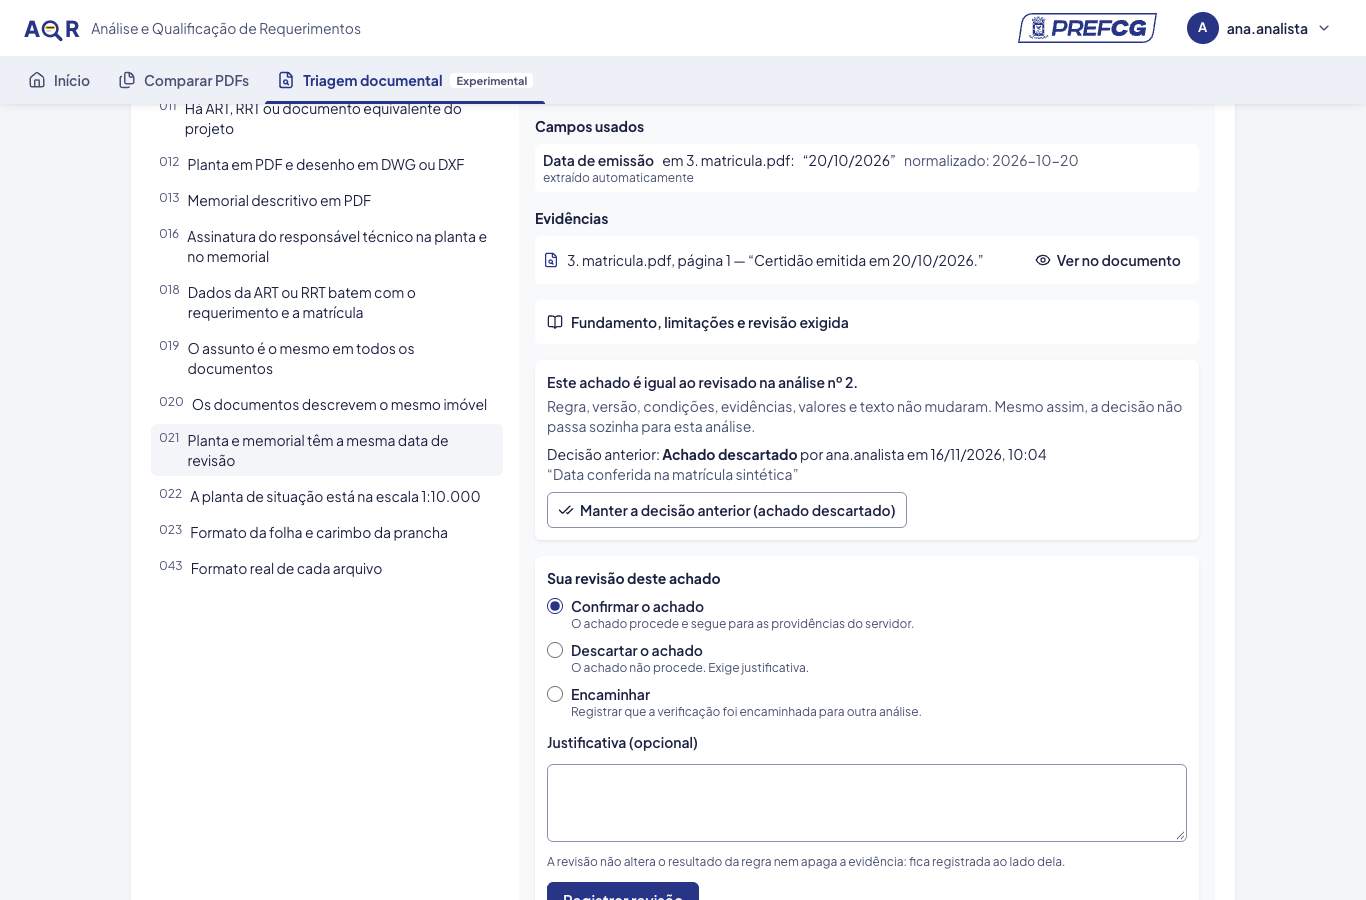 AQR Análise e Qualificação de Requerimentos
PREFCG
A ana.analista
Início
Comparar PDFs
Triagem documental Experimental
011 Há ART, RRT ou documento equivalente do
projeto
012 Planta em PDF e desenho em DWG ou DXF
013 Memorial descritivo em PDF
016 Assinatura do responsável técnico na planta e
no memorial
018 Dados da ART ou RRT batem com o
requerimento e a matrícula
019 O assunto é o mesmo em todos os
documentos
020 Os documentos descrevem o mesmo imóvel
021 Planta e memorial têm a mesma data de
revisão
022 A planta de situação está na escala 1:10.000
023 Formato da folha e carimbo da prancha
043 Formato real de cada arquivo
Campos usados
Data de emissão em 3. matricula.pdf: “20/10/2026” normalizado: 2026-10-20
extraído automaticamente
Evidências
3. matricula.pdf, página 1 — “Certidão emitida em 20/10/2026.”
Ver no documento
Fundamento, limitações e revisão exigida
Este achado é igual ao revisado na análise nº 2.
Regra, versão, condições, evidências, valores e texto não mudaram. Mesmo assim, a decisão não
passa sozinha para esta análise.
Decisão anterior: Achado descartado por ana.analista em 16/11/2026, 10:04
“Data conferida na matrícula sintética”
Manter a decisão anterior (achado descartado)
Sua revisão deste achado
Confirmar o achado
O achado procede e segue para as providências do servidor.
Descartar o achado
O achado não procede. Exige justificativa.
Encaminhar
Registrar que a verificação foi encaminhada para outra análise.
Justificativa (opcional)
A revisão não altera o resultado da regra nem apaga a evidência: fica registrada ao lado dela.
Registrar revisão